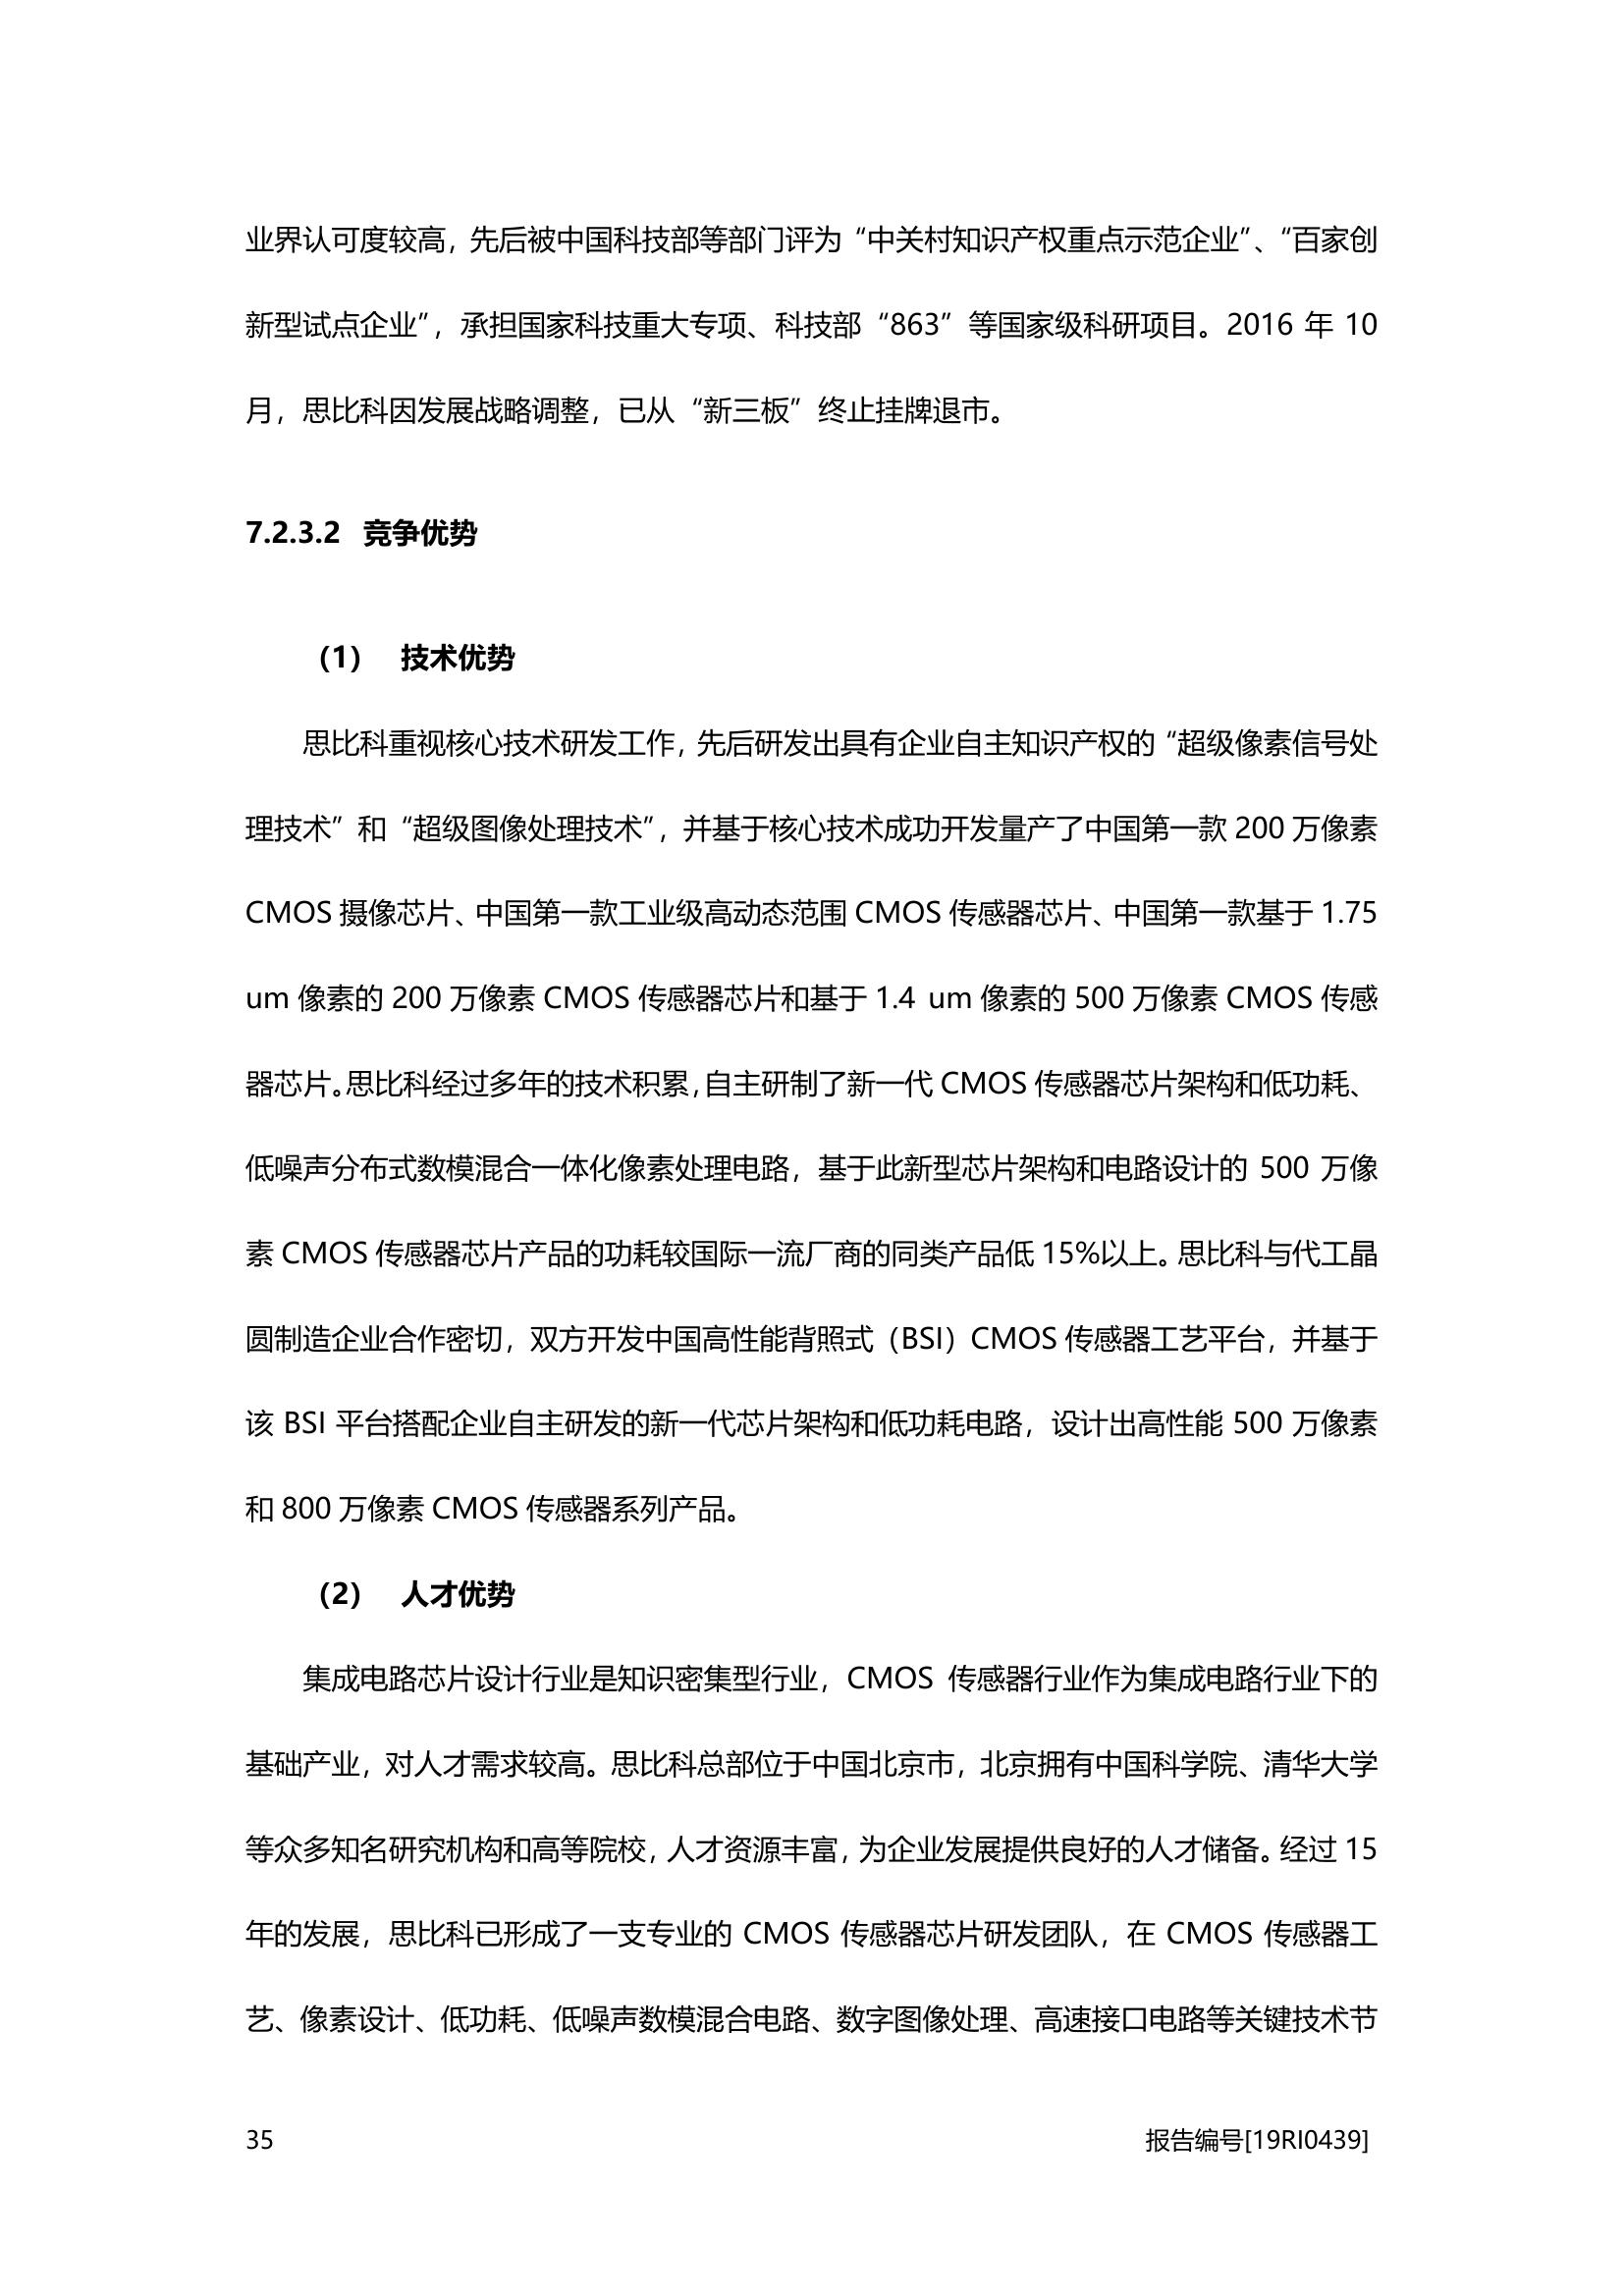 业界认可度较高，先后被中国科技部等部门评为“中关村知识产权重点示范企业”、“百家创
新型试点企业”，承担国家科技重大专项、科技部“863”等国家级科研项目。2016 年 10
月，思比科因发展战略调整，已从“新三板”终止挂牌退市。
7.2.3.2 竞争优势
（1） 技术优势
思比科重视核心技术研发工作，先后研发出具有企业自主知识产权的“超级像素信号处
理技术”和“超级图像处理技术”，并基于核心技术成功开发量产了中国第一款 200 万像素
CMOS 摄像芯片、中国第一款工业级高动态范围 CMOS 传感器芯片、中国第一款基于 1.75
um 像素的 200 万像素 CMOS 传感器芯片和基于 1.4 um 像素的 500 万像素 CMOS 传感
器芯片。思比科经过多年的技术积累，自主研制了新一代 CMOS 传感器芯片架构和低功耗、
低噪声分布式数模混合一体化像素处理电路，基于此新型芯片架构和电路设计的 500 万像
素 CMOS 传感器芯片产品的功耗较国际一流厂商的同类产品低 15%以上。思比科与代工晶
圆制造企业合作密切，双方开发中国高性能背照式（BSI）CMOS 传感器工艺平台，并基于
该 BSI 平台搭配企业自主研发的新一代芯片架构和低功耗电路，设计出高性能 500 万像素
和 800 万像素 CMOS 传感器系列产品。
（2） 人才优势
集成电路芯片设计行业是知识密集型行业，CMOS 传感器行业作为集成电路行业下的
基础产业，对人才需求较高。思比科总部位于中国北京市，北京拥有中国科学院、清华大学
等众多知名研究机构和高等院校，人才资源丰富，为企业发展提供良好的人才储备。经过 15
年的发展，思比科已形成了一支专业的 CMOS 传感器芯片研发团队，在 CMOS 传感器工
艺、像素设计、低功耗、低噪声数模混合电路、数字图像处理、高速接口电路等关键技术节
35 报告编号[19RI0439]